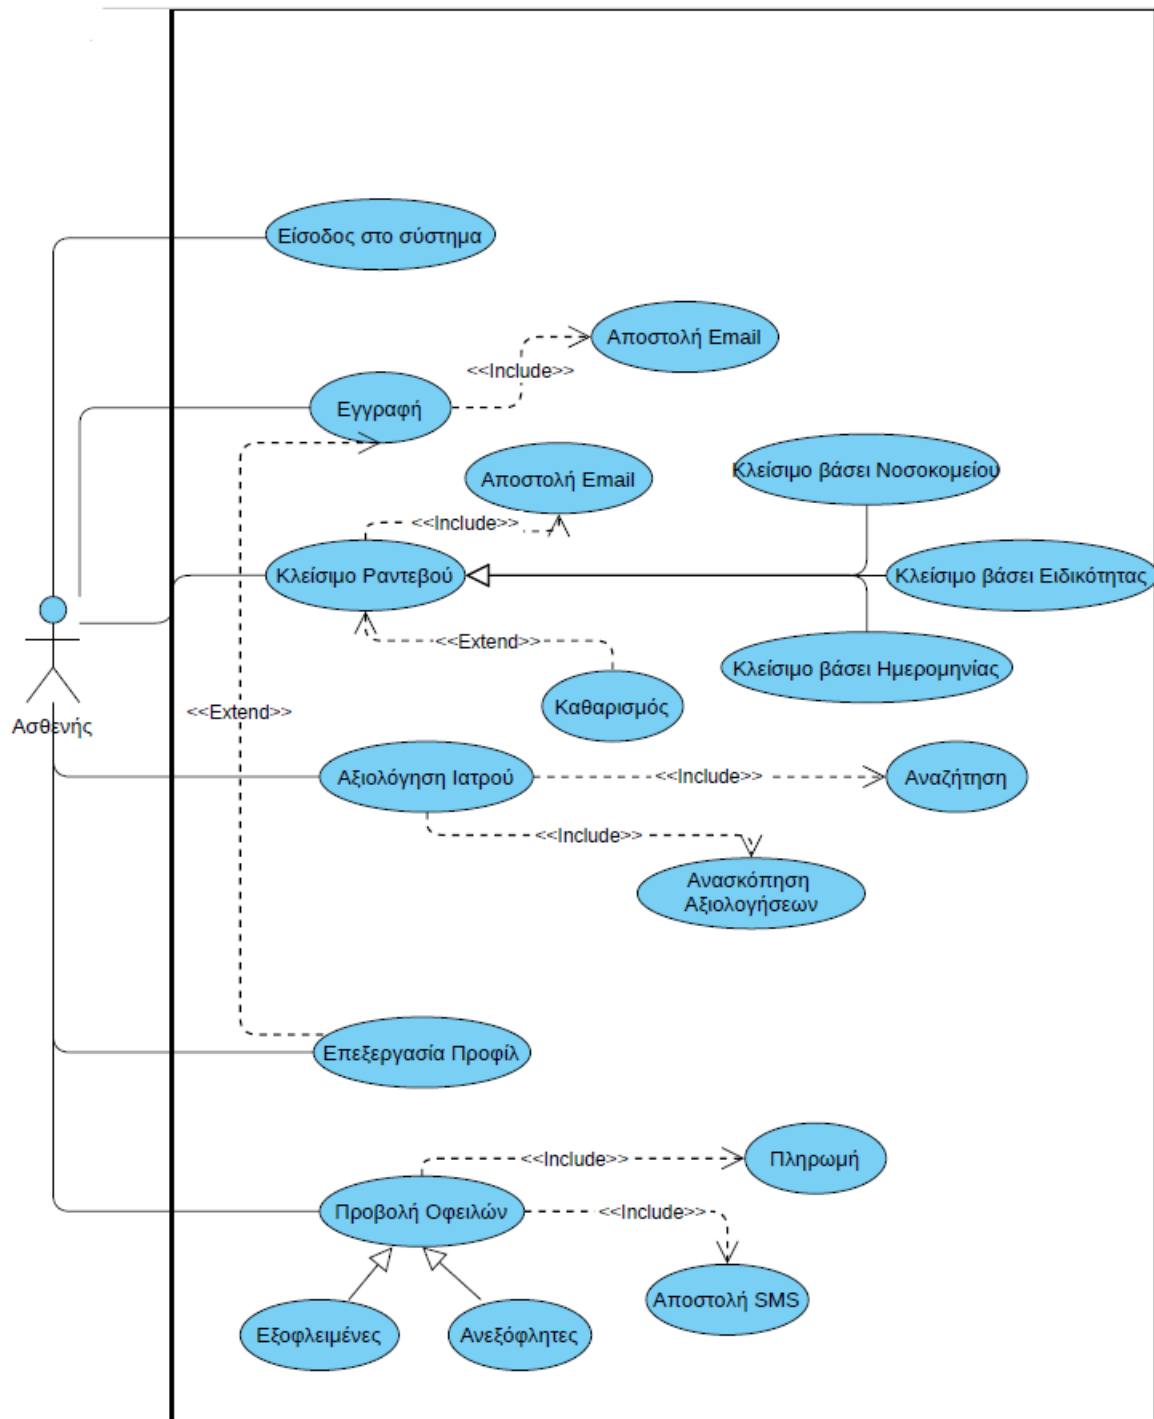 Είσοδος στο σύστημα
Αποστολή Email
<<Include>>
Εγγραφή
Κλείσιμο βάσει Νοσοκομείου
Αποστολή Email
<<Include>>
Κλείσιμο Ραντεβού
Κλείσιμο βάσει Ειδικότητας
<<Extend>>
Κλείσιμο βάσει Ημερομηνίας
Καθαρισμός
<<Extend>>
Ασθενής
Αξιολόγηση Ιατρού
<<Include>>
Αναζήτηση
<<Include>>
Ανασκόπηση
Αξιολογήσεων
Επεξεργασία Προφίλ
<<Include>>
Πληρωμή
Προβολή Οφειλών
<<Include>>
Αποστολή SMS
Εξοφλειμένες
Ανεξόφλητες